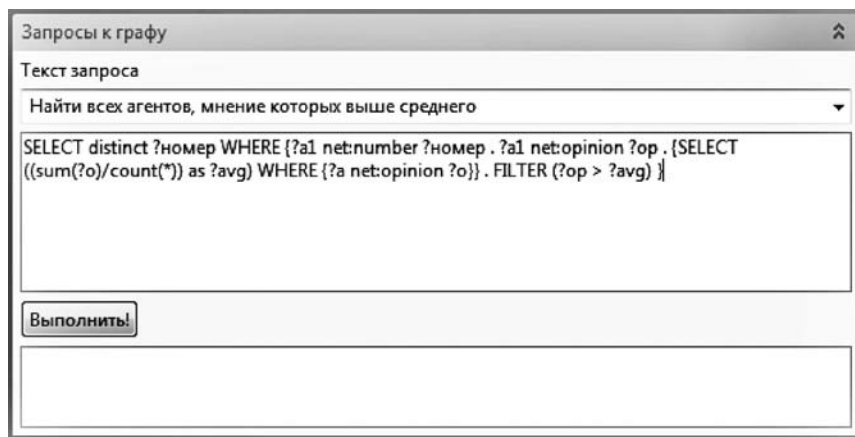 Запросы к графу
Текст запроса
Найти всех агентов, мнение которых выше среднего
SELECT distinct ?номер WHERE {?a1 net:number ?номер . ?a1 net:opinion ?op . {SELECT
((sum(?o)/count(*)) as ?avg) WHERE {?a net:opinion ?o}} . FILTER (?op > ?avg) }
Выполнить!